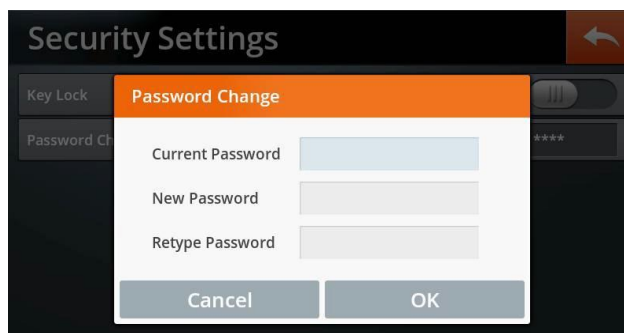 Security Settings
Key Lock
Password Change
Password Ch
****
Current Password
New Password
Retype Password
Cancel
OK